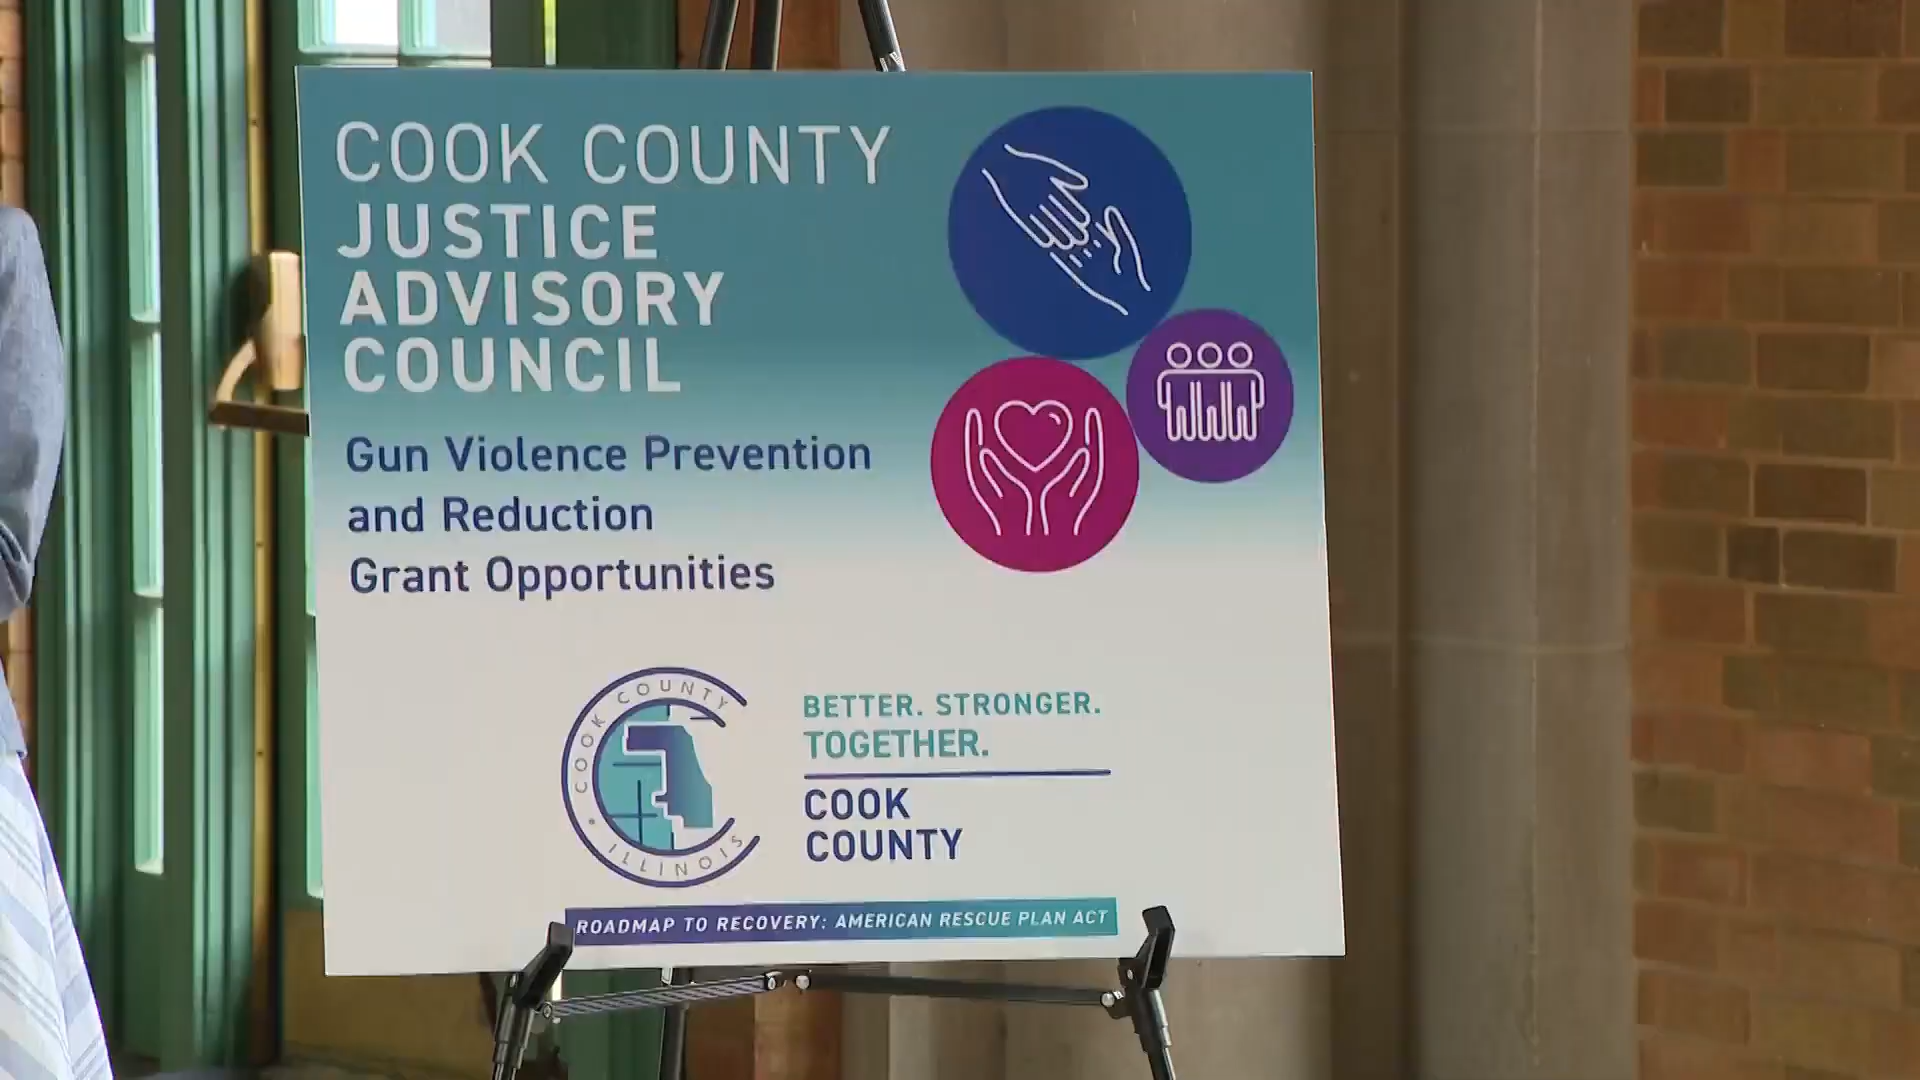 COOK COUNTY
JUSTICE
ADVISORY
COUNCIL
Gun Violence Prevention
and Reduction
Grant Opportunities
COOK COUNTY
ILLINOIS
BETTER. STRONGER.
TOGETHER.
COOK
COUNTY
ROADMAP TO RECOVERY: AMERICAN RESCUE PLAN ACT